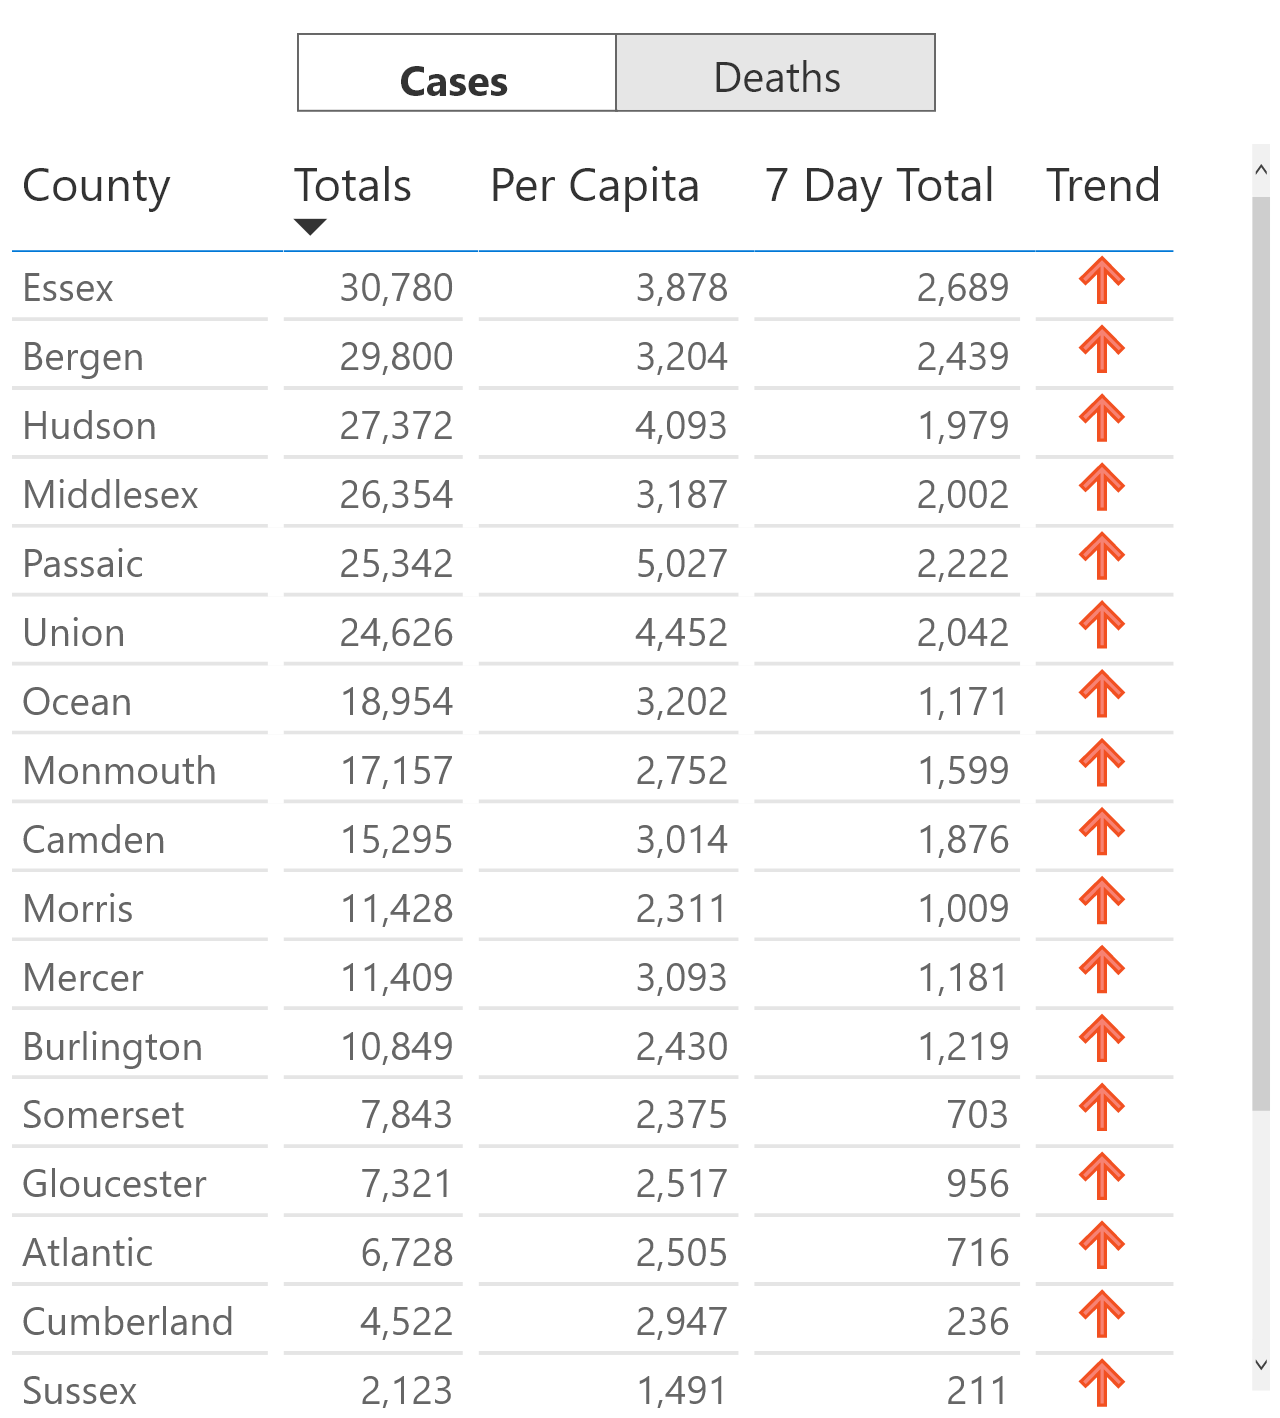 Cases Deaths
County Totals Per Capita 7 Day Total Trend
Essex 30,780 3,878 2,689
Bergen 29,800 3,204 2,439
Hudson 27,372 4,093 1,979
Middlesex 26,354 3,187 2,002
Passaic 25,342 5,027 2,222
Union 24,626 4,452 2,042
Ocean 18,954 3,202 1,171
Monmouth 17,157 2,752 1,599
Camden 15,295 3,014 1,876
Morris 11,428 2,311 1,009
Mercer 11,409 3,093 1,181
Burlington 10,849 2,430 1,219
Somerset 7,843 2,375 703
Gloucester 7,321 2,517 956
Atlantic 6,728 2,505 716
Cumberland 4,522 2,947 236
Sussex 2,123 1,491 211